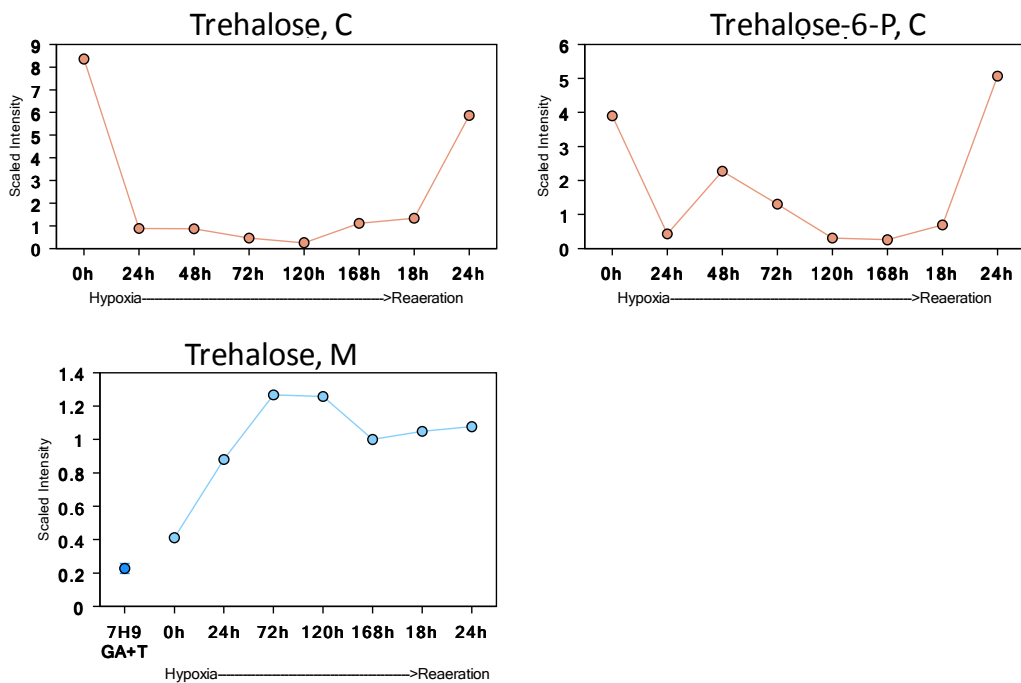 Trehalose, C
Scaled Intensity
9
8
7
6
5
4
3
2
1
0
0h 24h 48h 72h 120h 168h 18h 24h
Hypoxia------------------------------------------------>Reaeration
Trehalose-6-P, C
Scaled Intensity
6
5
4
3
2
1
0
0h 24h 48h 72h 120h 168h 18h 24h
Hypoxia------------------------------------------------>Reaeration
Trehalose, M
Scaled Intensity
1.4
1.2
1
0.8
0.6
0.4
0.2
0
7H9 0h 24h 72h 120h 168h 18h 24h
GA+T
Hypoxia------------------------------------------------>Reaeration